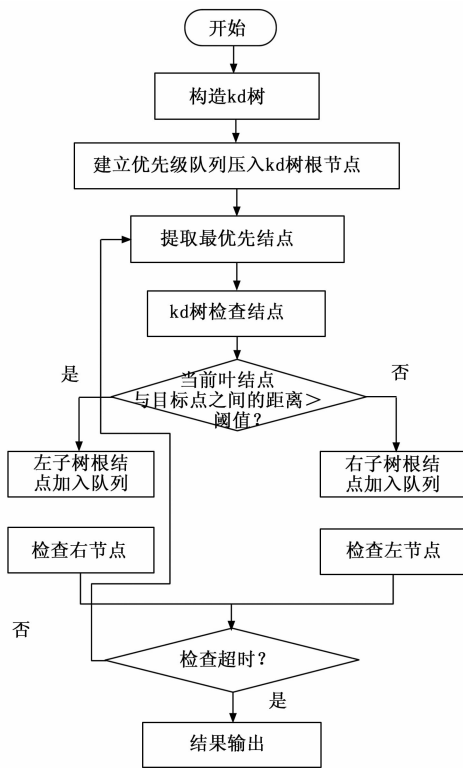 开始
构造kd树
建立优先级队列压入kd树根节点
提取最优先结点
kd树检查结点
当前叶结点
与目标点之间的距离＞
阈值？
是
否
左子树根结
点加入队列
右子树根结
点加入队列
检查右节点
检查左节点
否
检查超时？
是
结果输出